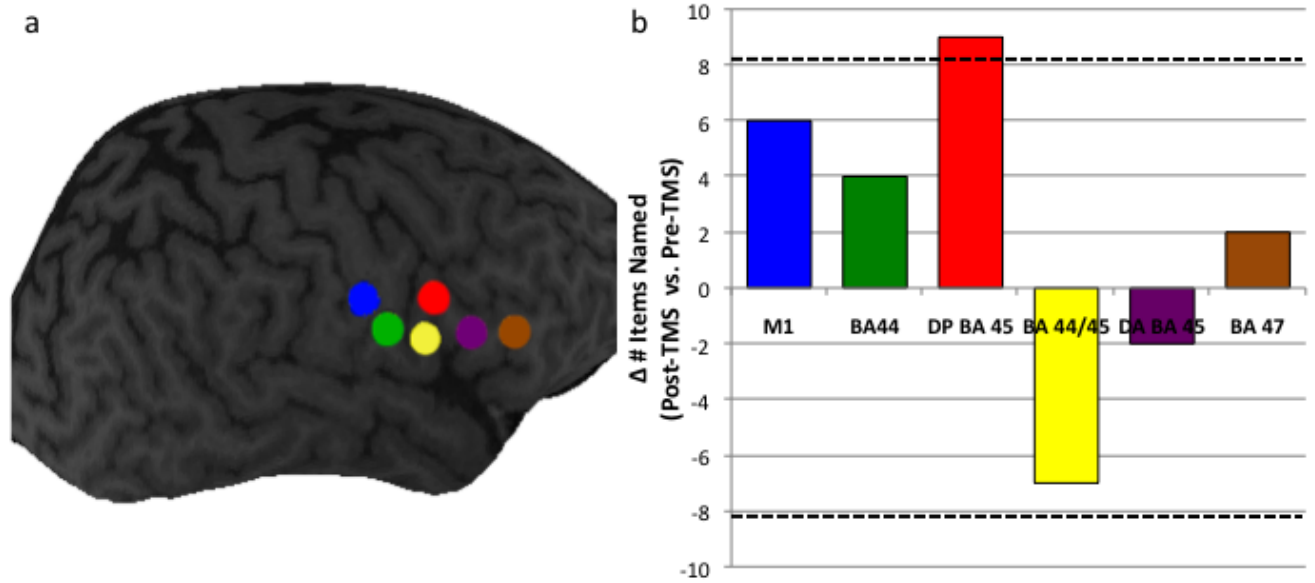 a
b
10
8
6
4
2
0
-2
-4
-6
-8
-10
Δ # Items Named
(Post-TMS vs. Pre-TMS)
M1 BA44 DP BA 45 BA 44/45 DA BA 45 BA 47